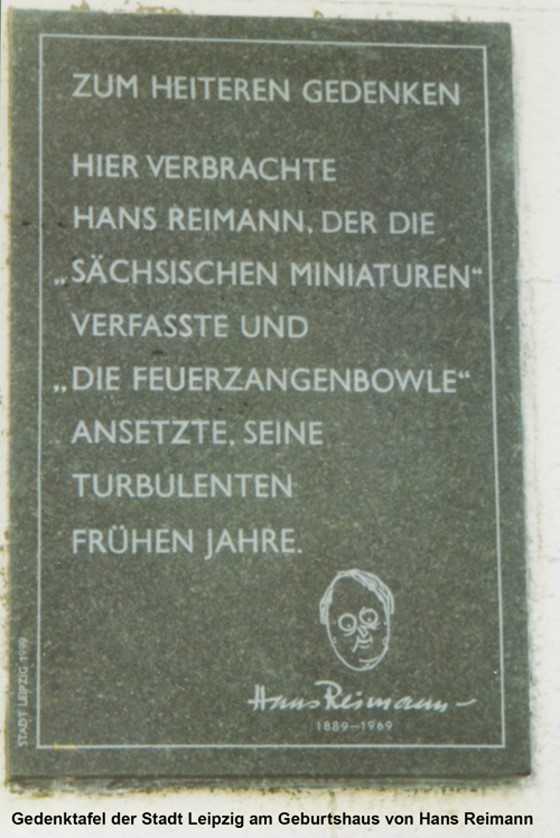 ZUM HEITEREN GEDENKEN
HIER VERBRACHTE
HANS REIMANN, DER DIE
„SÄCHSISCHEN MINIATUREN“
VERFASSTE UND
„DIE FEUERZANGENBOWLE“
ANSETZTE, SEINE
TURBULENTEN
FRÜHEN JAHRE.
Hans Reimann
1889–1969
STADT LEIPZIG 1999
Gedenktafel der Stadt Leipzig am Geburtshaus von Hans Reimann